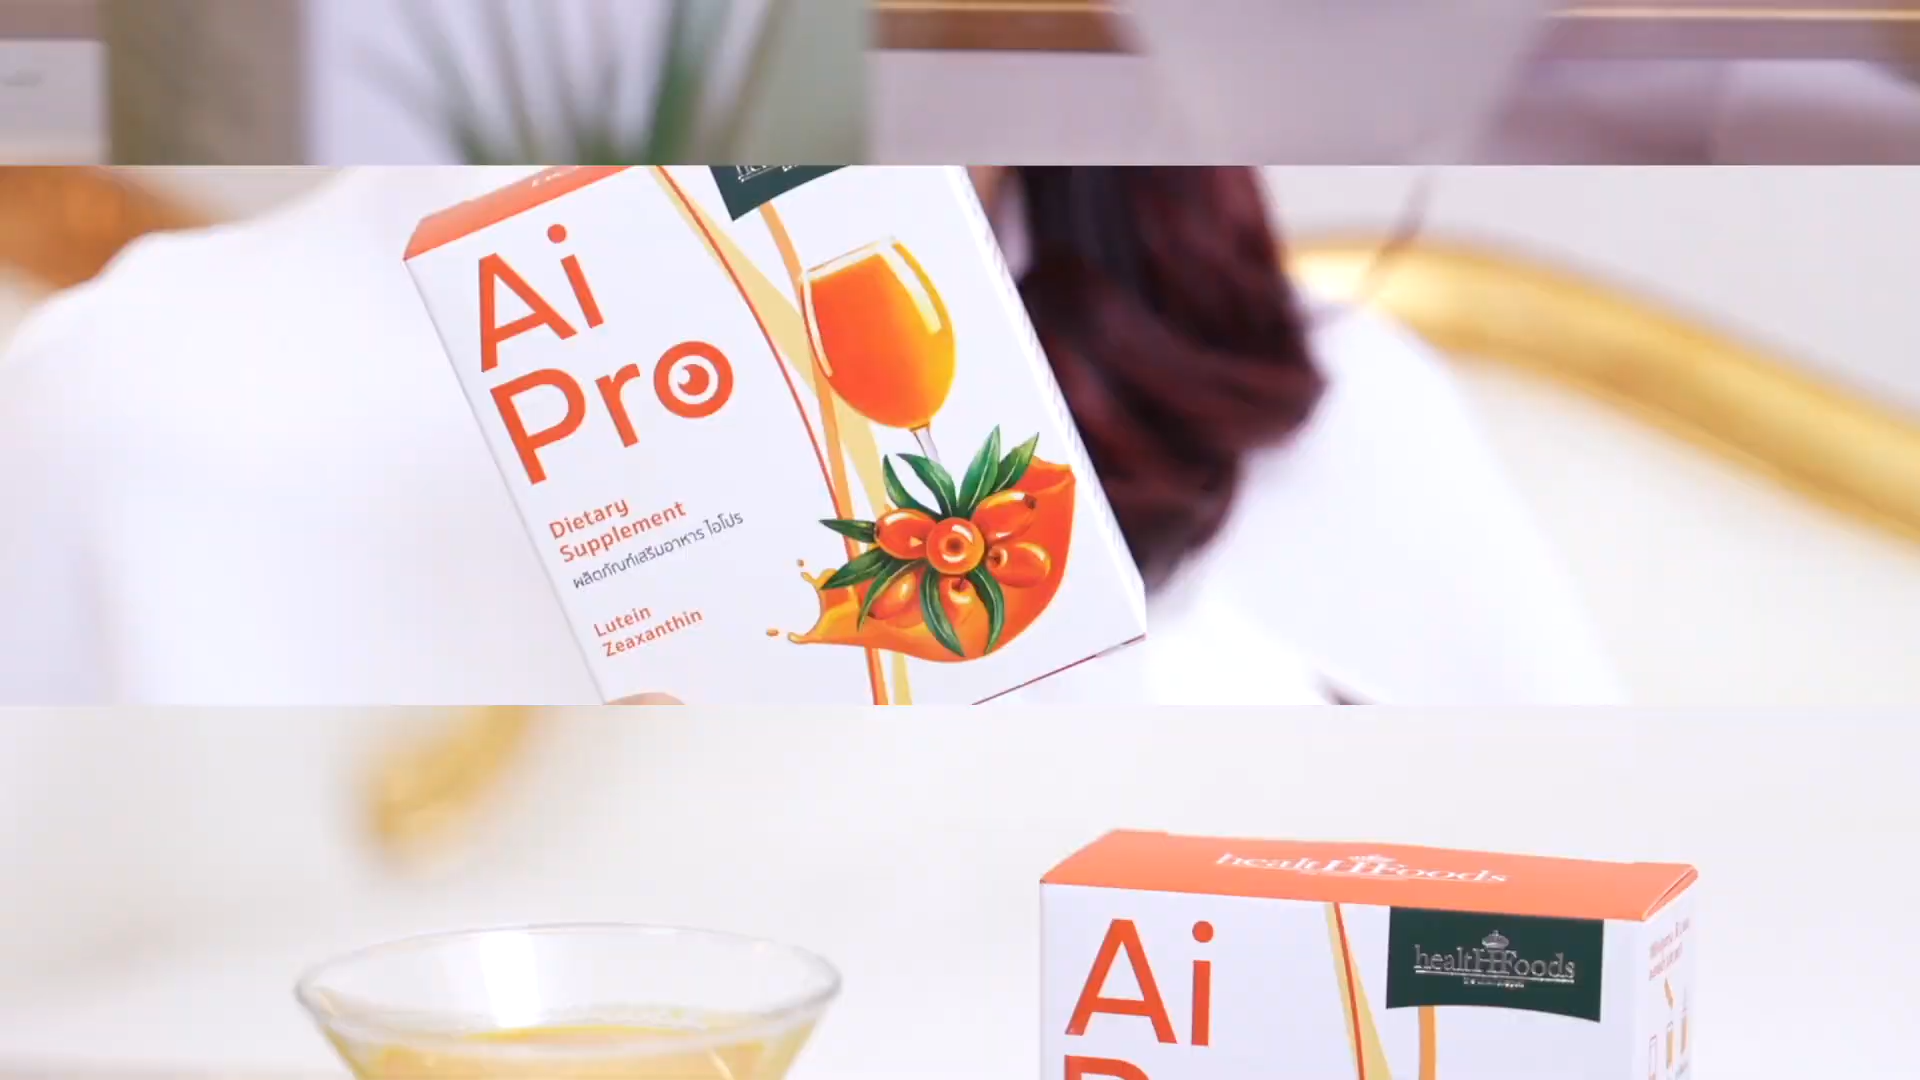 Ai
Pro
Dietary
Supplement
ผลิตภัณฑ์เสริมอาหาร ไอโปร
Lutein
Zeaxanthin
healtHFoods
Ai
healtHFoods